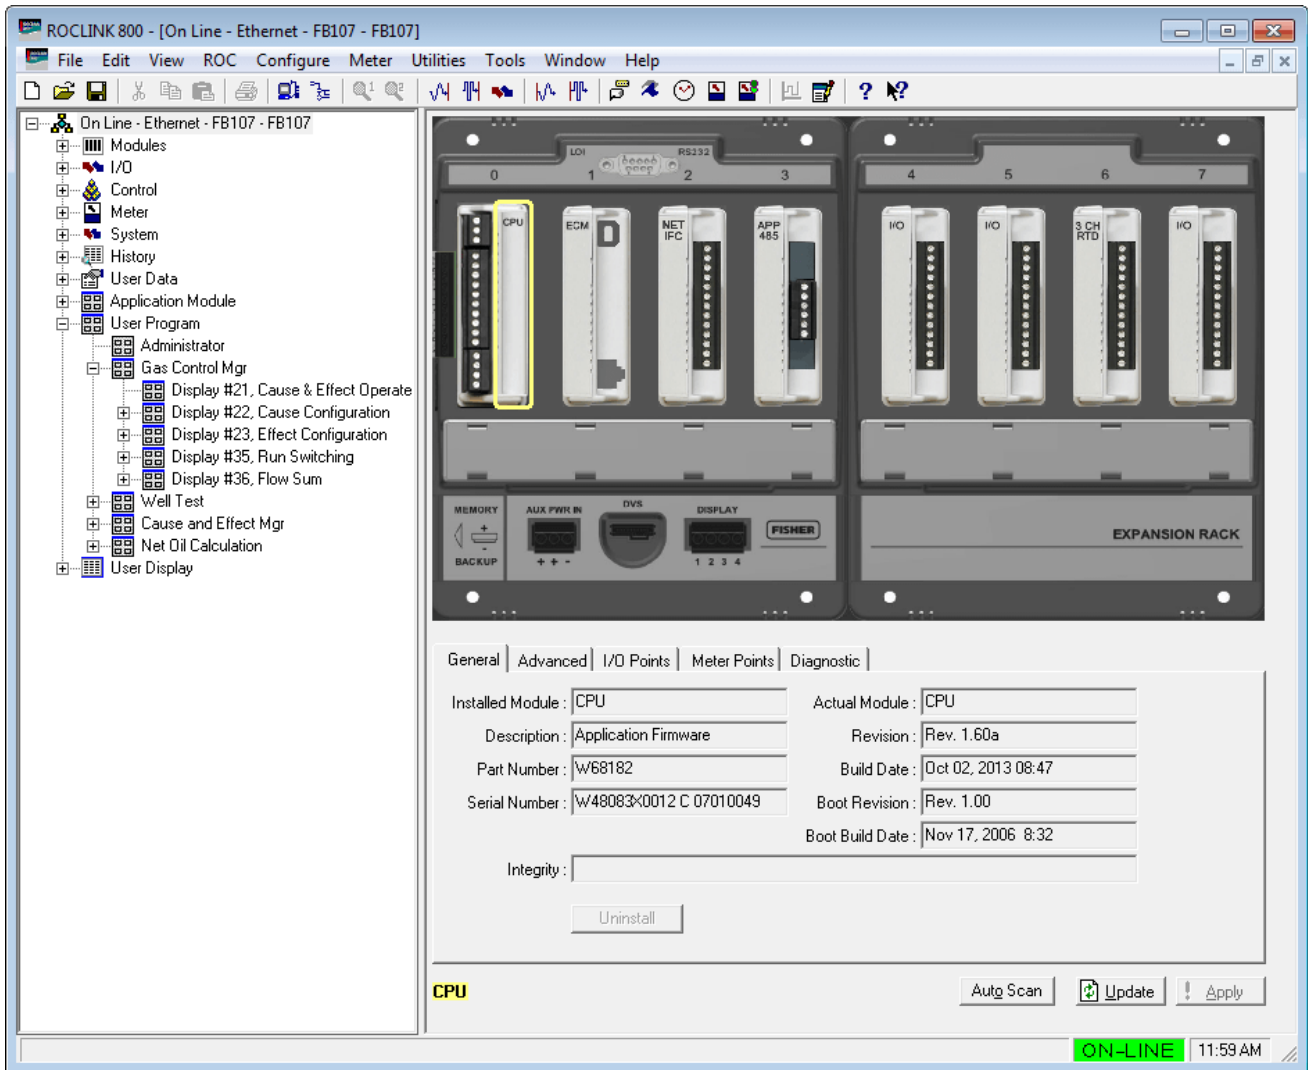 ROCLINK 800 - [On Line - Ethernet - FB107 - FB107]
File Edit View ROC Configure Meter Utilities Tools Window Help
On Line - Ethernet - FB107 - FB107
Modules
I/O
Control
Meter
System
History
User Data
Application Module
User Program
Administrator
Gas Control Mgr
Display #21, Cause & Effect Operate
Display #22, Cause Configuration
Display #23, Effect Configuration
Display #35, Run Switching
Display #36, Flow Sum
Well Test
Cause and Effect Mgr
Net Oil Calculation
User Display
LOI RS232
0 1 2 3 4 5 6 7
CPU
ECM
NET IFC
APP 485
I/O
I/O
3 CH RTD
I/O
MEMORY
BACKUP
AUX PWR IN
+ + -
DVS
DISPLAY
1 2 3 4
FISHER
EXPANSION RACK
General Advanced I/O Points Meter Points Diagnostic
Installed Module : CPU Actual Module : CPU
Description : Application Firmware Revision : Rev. 1.60a
Part Number : W68182 Build Date : Oct 02, 2013 08:47
Serial Number : W48083X0012 C 07010049 Boot Revision : Rev. 1.00
Boot Build Date : Nov 17, 2006 8:32
Integrity :
Uninstall
CPU Auto Scan Update Apply
ON-LINE 11:59 AM